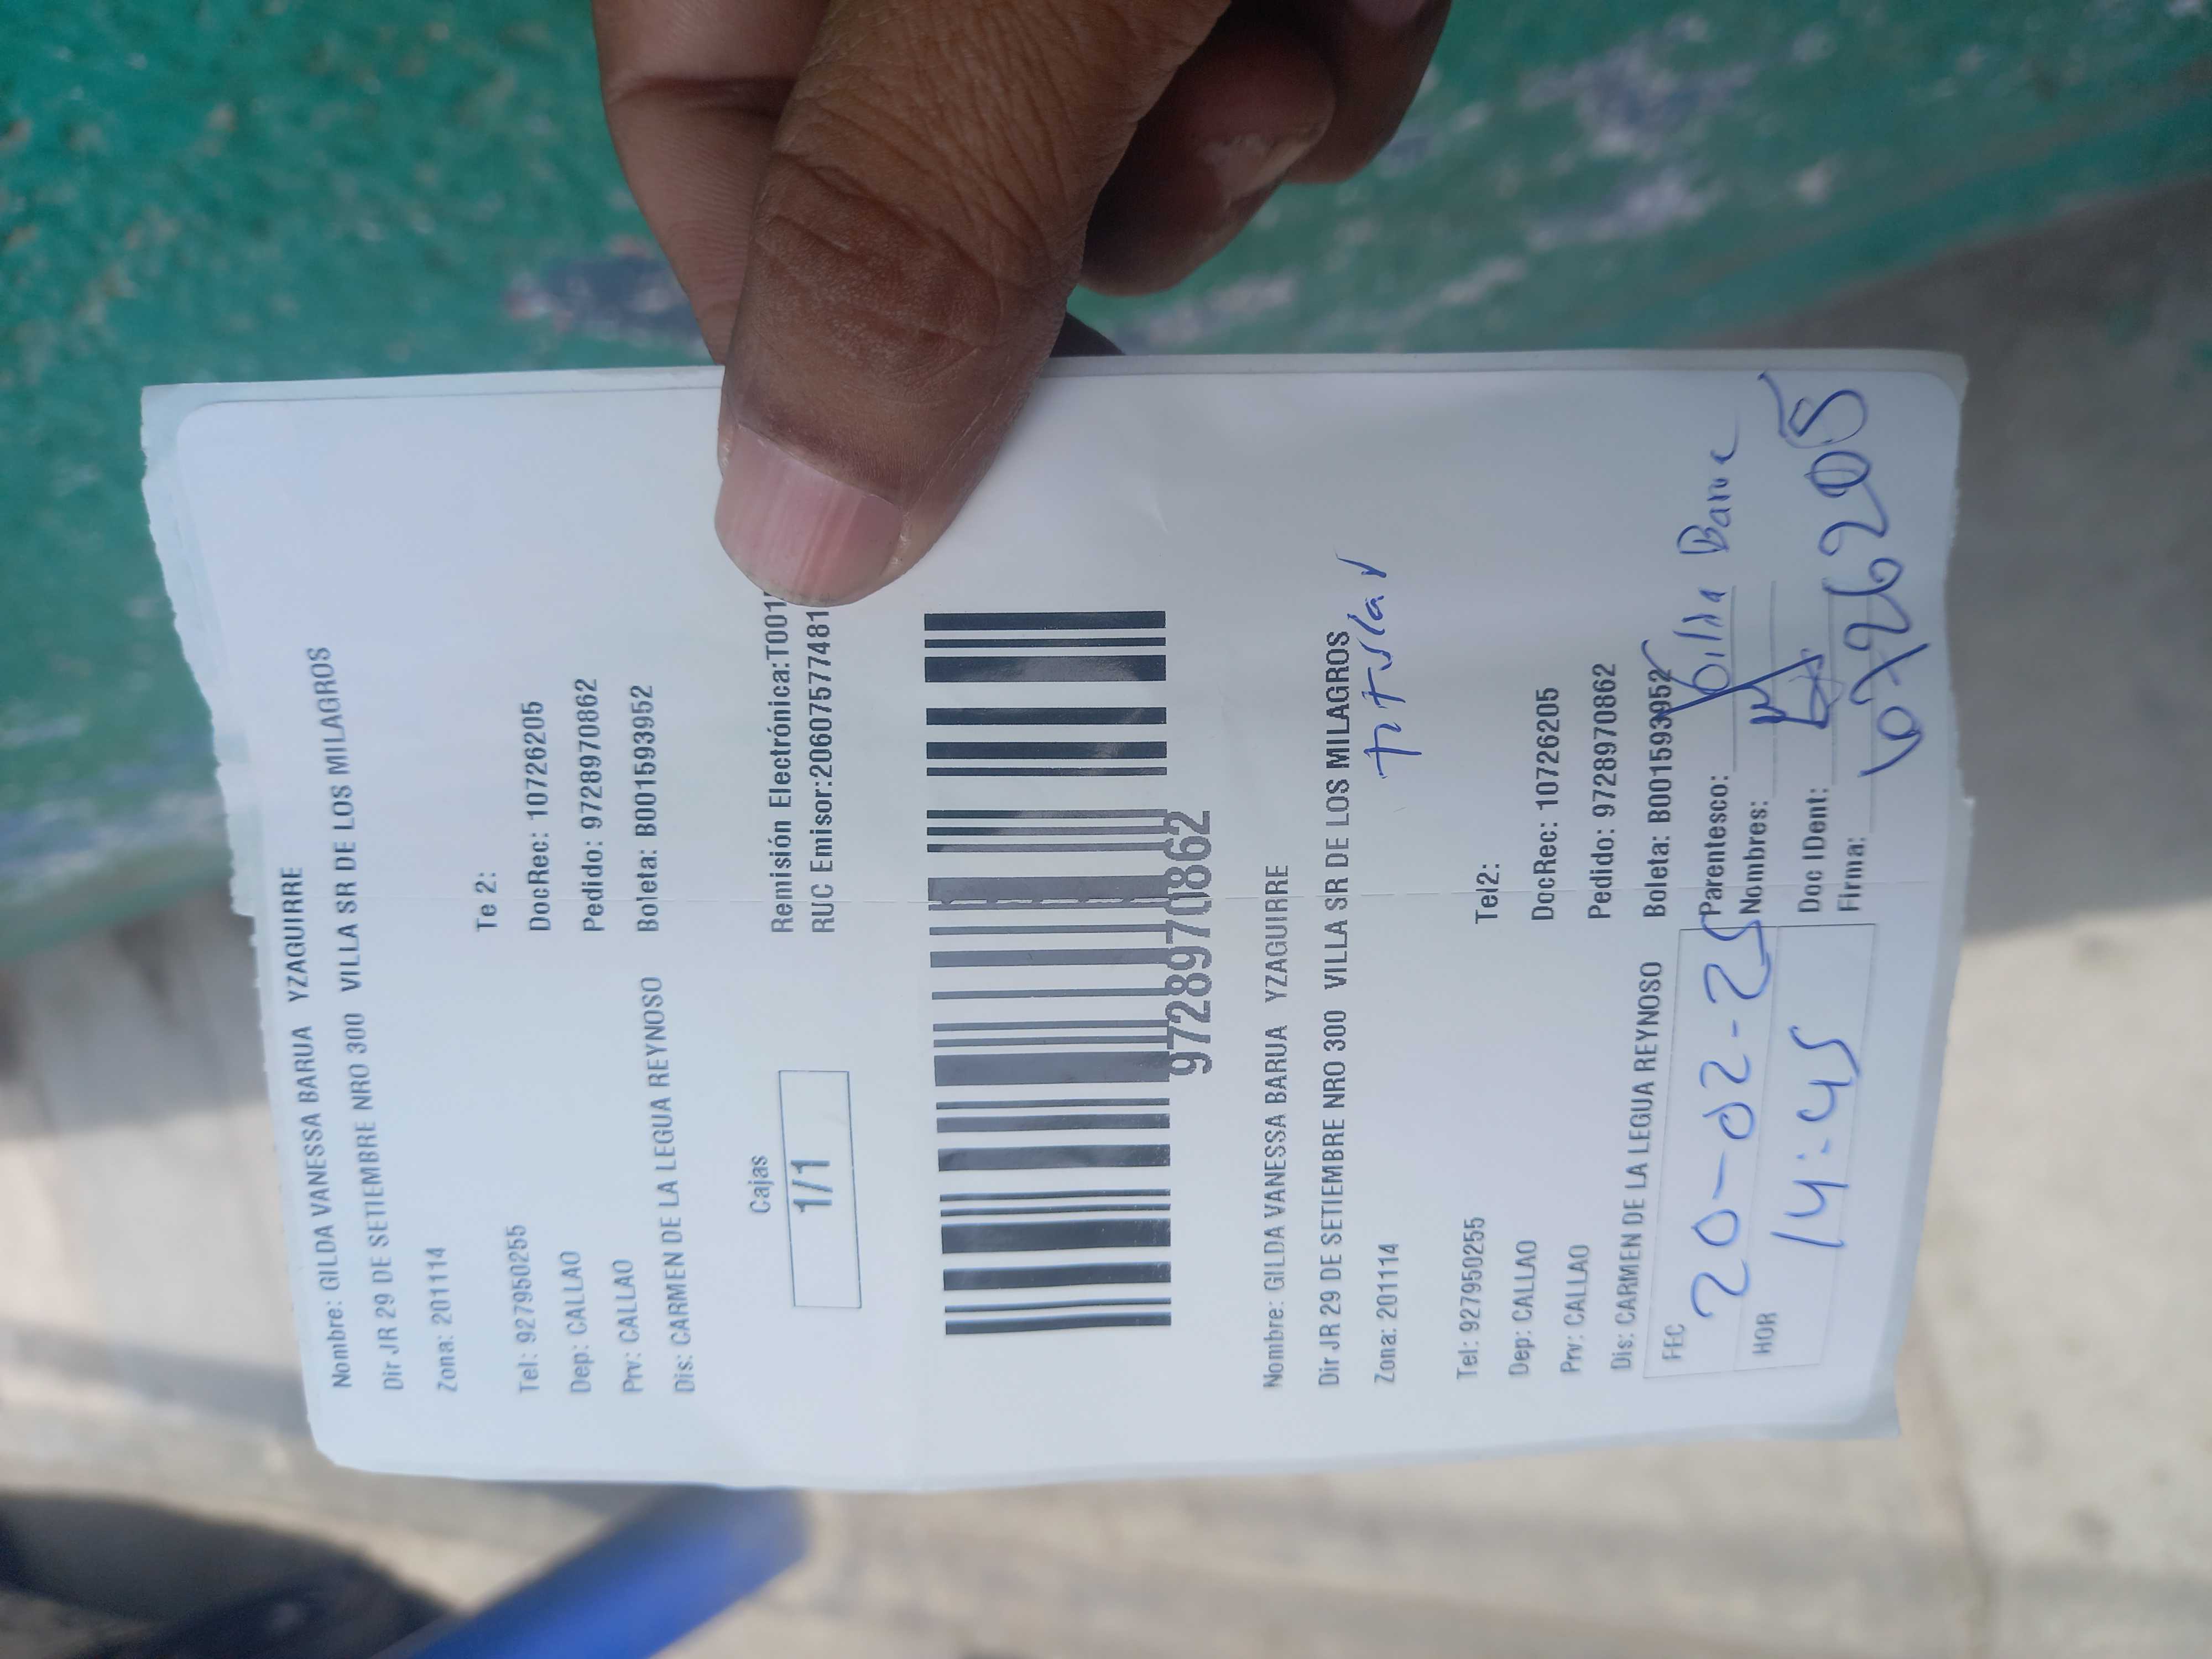 Nombre: GILDA VANESSA BARUA YZAGUIRRE
Dir JR 29 DE SETIEMBRE NRO 300 VILLA SR DE LOS MILAGROS
Zona: 201114
Tel: 927950255 Te 2:
Dep: CALLAO DocRec: 10726205
Prv: CALLAO Pedido: 9728970862
Dis: CARMEN DE LA LEGUA REYNOSO Boleta: B001593952
Cajas
1/1
Remisión Electrónica:T001
RUC Emisor:20607577481
9728970862
Nombre: GILDA VANESSA BARUA YZAGUIRRE
Dir JR 29 DE SETIEMBRE NRO 300 VILLA SR DE LOS MILAGROS
Zona: 201114 titular
Tel: 927950255 Tel2:
Dep: CALLAO DocRec: 10726205
Prv: CALLAO Pedido: 9728970862
Dis: CARMEN DE LA LEGUA REYNOSO Boleta: B001593952
FEC 20-02-25
HOR 14:45
Parentesco:
Nombres:
Doc IDent:
Firma: 10726205